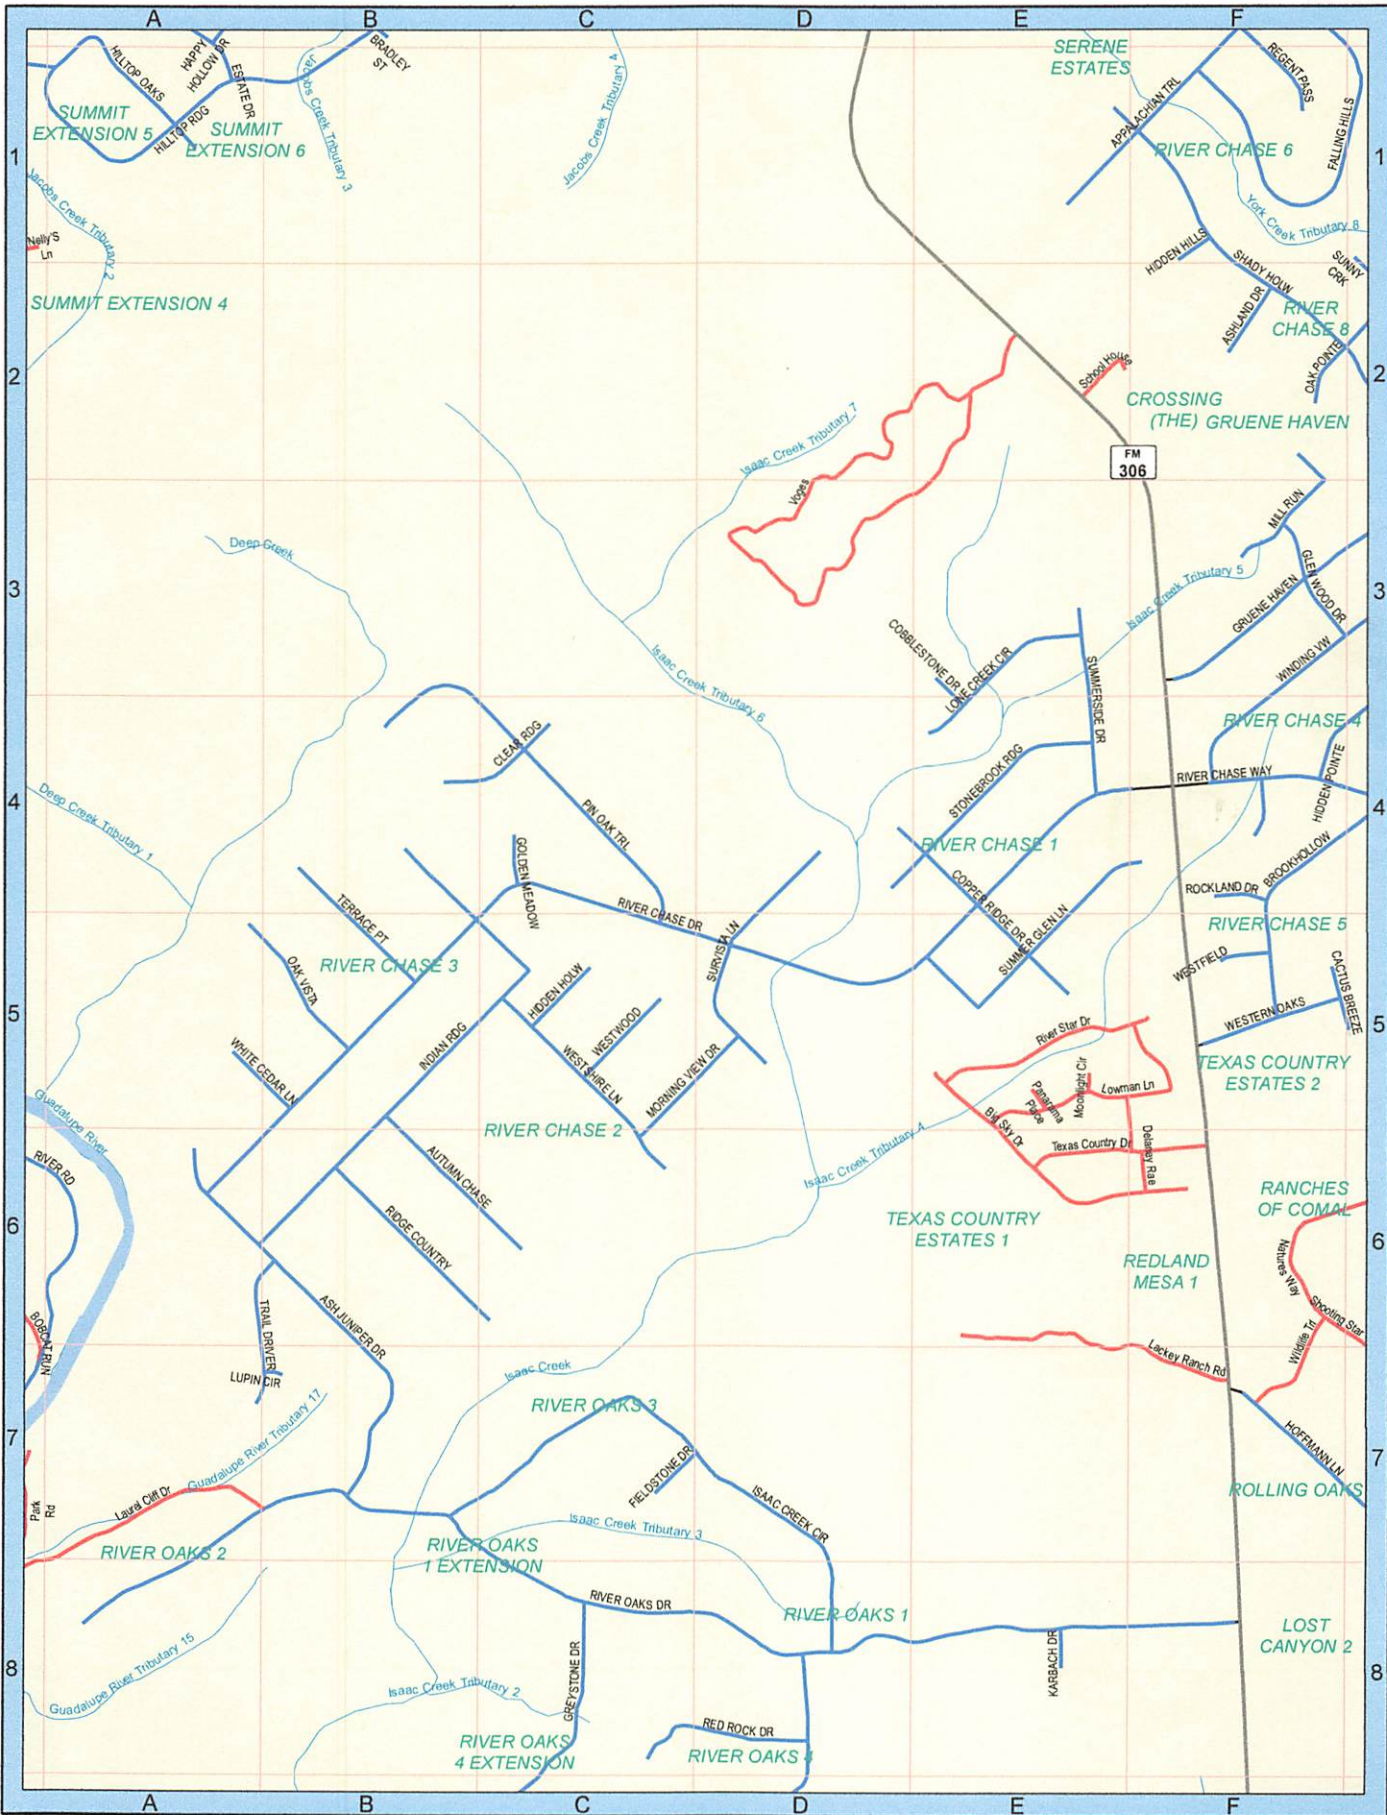 A B C D E F
HAPPY
HOLLOW DR
HILLTOP OAKS
ESTATE DR
BRADLEY
ST
Jacobs Creek Tributary 3
Jacobs Creek Tributary 4
SERENE
ESTATES
REGENT PASS
APPALACHIAN TRL
FALLING HILLS
SUMMIT
EXTENSION 5
HILLTOP RDG
SUMMIT
EXTENSION 6
1
RIVER CHASE 6
1
Jacobs Creek Tributary 2
Nelly'S
Ln
York Creek Tributary 8
HIDDEN HILLS
SHADY HOLW
SUNNY
CRK
SUMMIT EXTENSION 4
ASHLAND DR
RIVER
CHASE 8
OAK POINTE
2
School House
2
CROSSING
(THE)
GRUENE HAVEN
Isaac Creek Tributary 7
FM
306
Voges
MILL RUN
Deep Creek
3
Isaac Creek Tributary 5
GLEN WOOD DR
3
GRUENE HAVEN
COBBLESTONE DR
LONE CREEK CIR
SUMMERSIDE DR
WINDING VW
Isaac Creek Tributary 6
RIVER CHASE 4
CLEAR RDG
STONEBROOK RDG
RIVER CHASE WAY
HIDDEN POINTE
4
Deep Creek Tributary 1
PIN OAK TRL
4
GOLDEN MEADOW
RIVER CHASE 1
BROOKHOLLOW
ROCKLAND DR
TERRACE PT
RIVER CHASE DR
COPPER RIDGE DR
SUMMER GLEN LN
RIVER CHASE 5
SURVISTA LN
OAK VISTA
RIVER CHASE 3
HIDDEN HOLW
WESTFIELD
CACTUS BREEZE
5
WESTWOOD
WESTERN OAKS
5
INDIAN RDG
River Star Dr
WHITE CEDAR LN
WESTSHIRE LN
MORNING VIEW DR
TEXAS COUNTRY
ESTATES 2
Moonlight Cir
Lowman Ln
Panarama
Place
Guadalupe River
RIVER CHASE 2
Big Sky Dr
Texas Country Dr
Delaney Rae
RIVER RD
AUTUMN CHASE
Isaac Creek Tributary 4
RANCHES
OF COMAL
6
RIDGE COUNTRY
TEXAS COUNTRY
ESTATES 1
6
REDLAND
MESA 1
Natures Way
Shooting Star
BOBCAT RUN
TRAIL DRIVER
ASH JUNIPER DR
Wildlife Trl
Lackey Ranch Rd
LUPIN CIR
Isaac Creek
RIVER OAKS 3
7
Guadalupe River Tributary 17
HOFFMANN LN
7
FIELDSTONE DR
ISAAC CREEK CIR
ROLLING OAKS
Park
Rd
Laurel Cliff Dr
Isaac Creek Tributary 3
RIVER OAKS 2
RIVER OAKS
1 EXTENSION
RIVER OAKS DR
RIVER OAKS 1
LOST
CANYON 2
8
Guadalupe River Tributary 15
GREYSTONE DR
KARBACH DR
8
Isaac Creek Tributary 2
RIVER OAKS
4 EXTENSION
RED ROCK DR
RIVER OAKS 4
A B C D E F